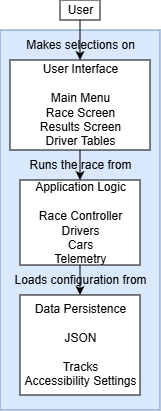 User
Makes selections on
User Interface
Main Menu
Race Screen
Results Screen
Driver Tables
Runs the race from
Application Logic
Race Controller
Drivers
Cars
Telemetry
Loads configuration from
Data Persistence
JSON
Tracks
Accessibility Settings